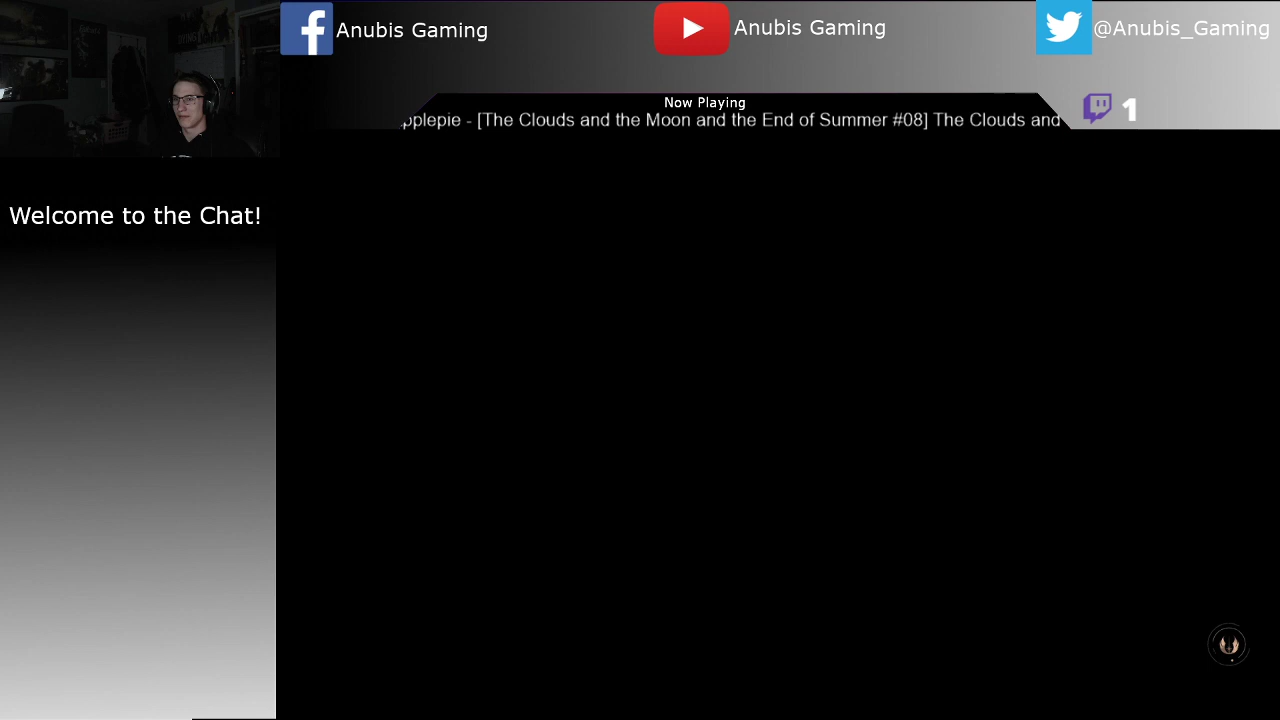 Anubis Gaming
Anubis Gaming
@Anubis_Gaming
Now Playing
- [The Clouds and the Moon and the End of Summer #08] The Clouds and
1
Welcome to the Chat!